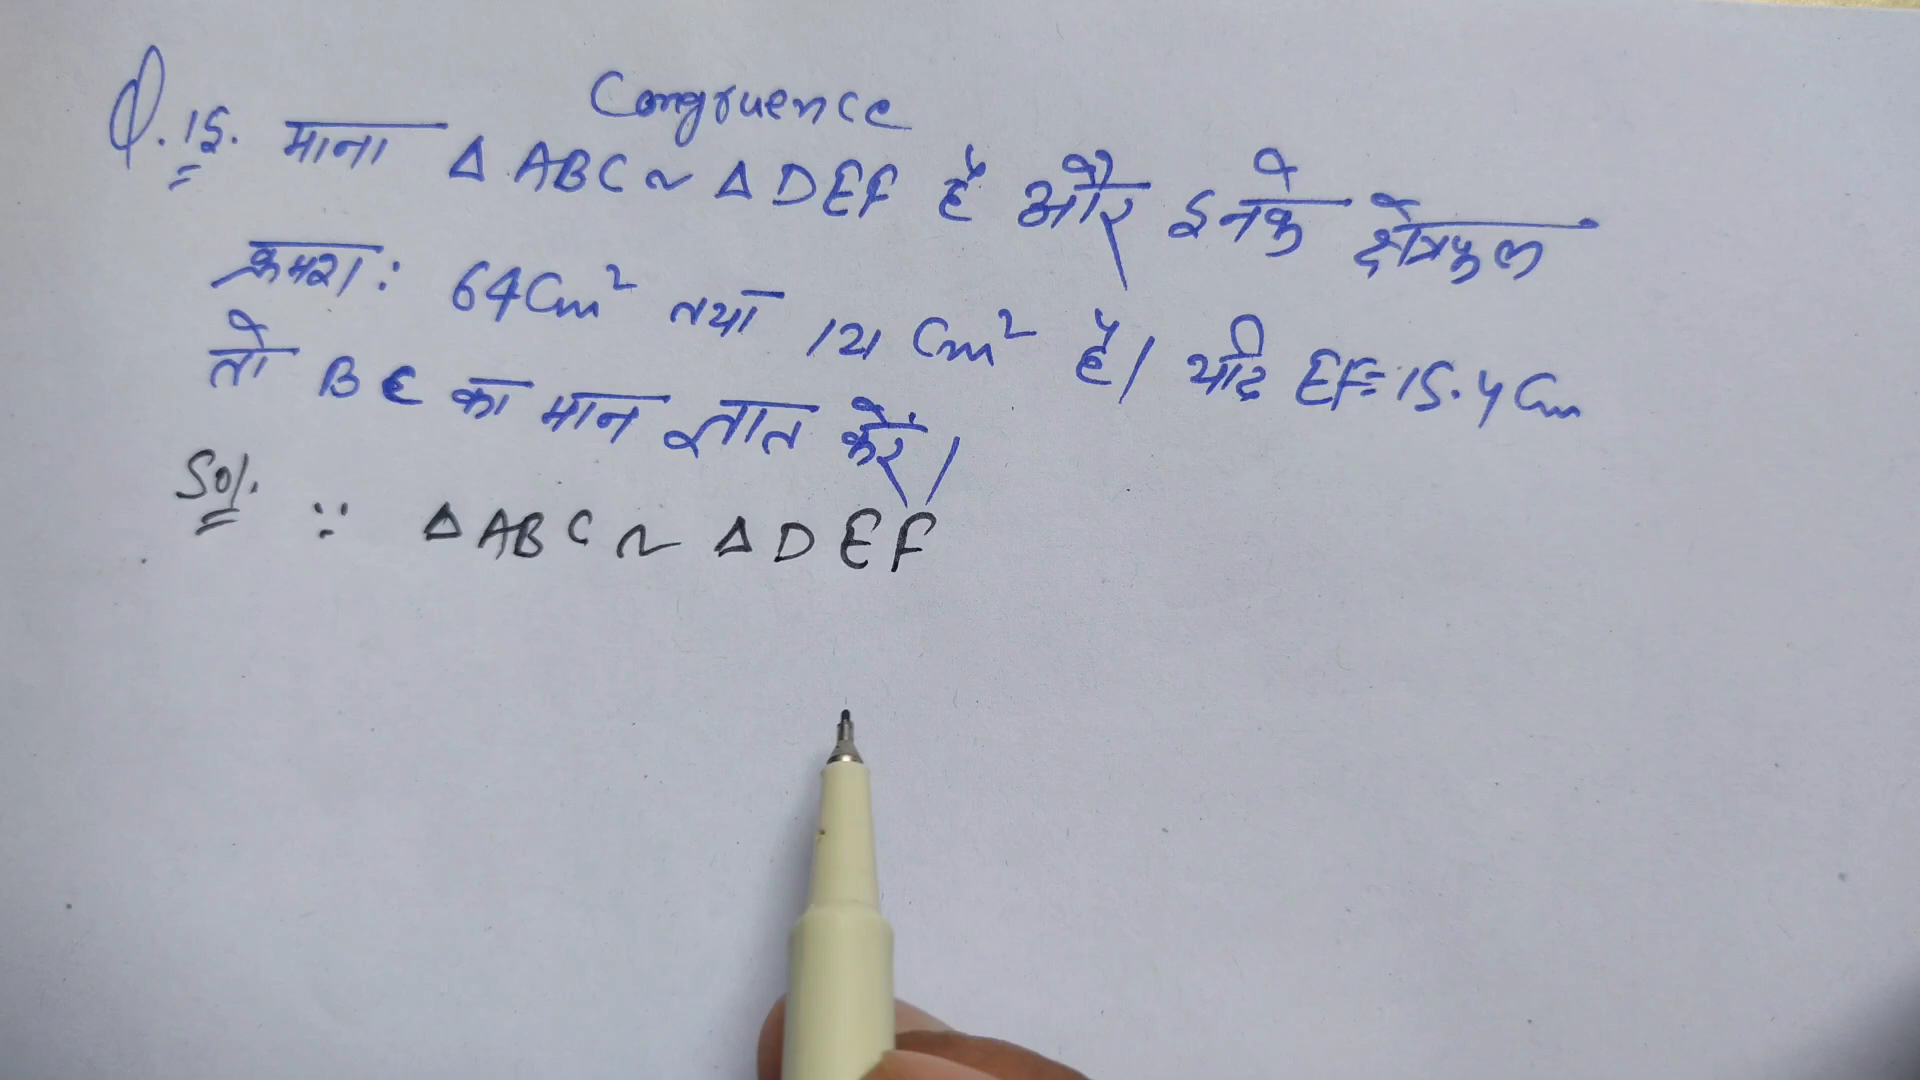 Congruence
Q.15. माना Δ ABC ~ Δ DEF है और इनके क्षेत्रफल
क्रमशः 64 Cm² तथा 121 Cm² है। यदि EF= 15.4 Cm
तो BC का मान ज्ञात करें।
Sol. ∵ Δ ABC ~ Δ DEF